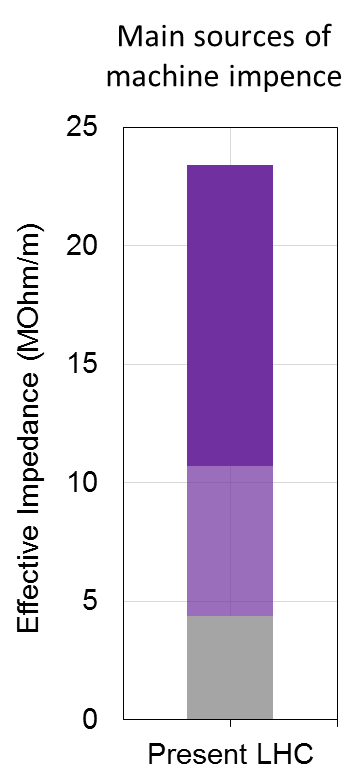 Main sources of
machine impence
25
20
15
10
5
0
Effective Impedance (MOhm/m)
Present LHC